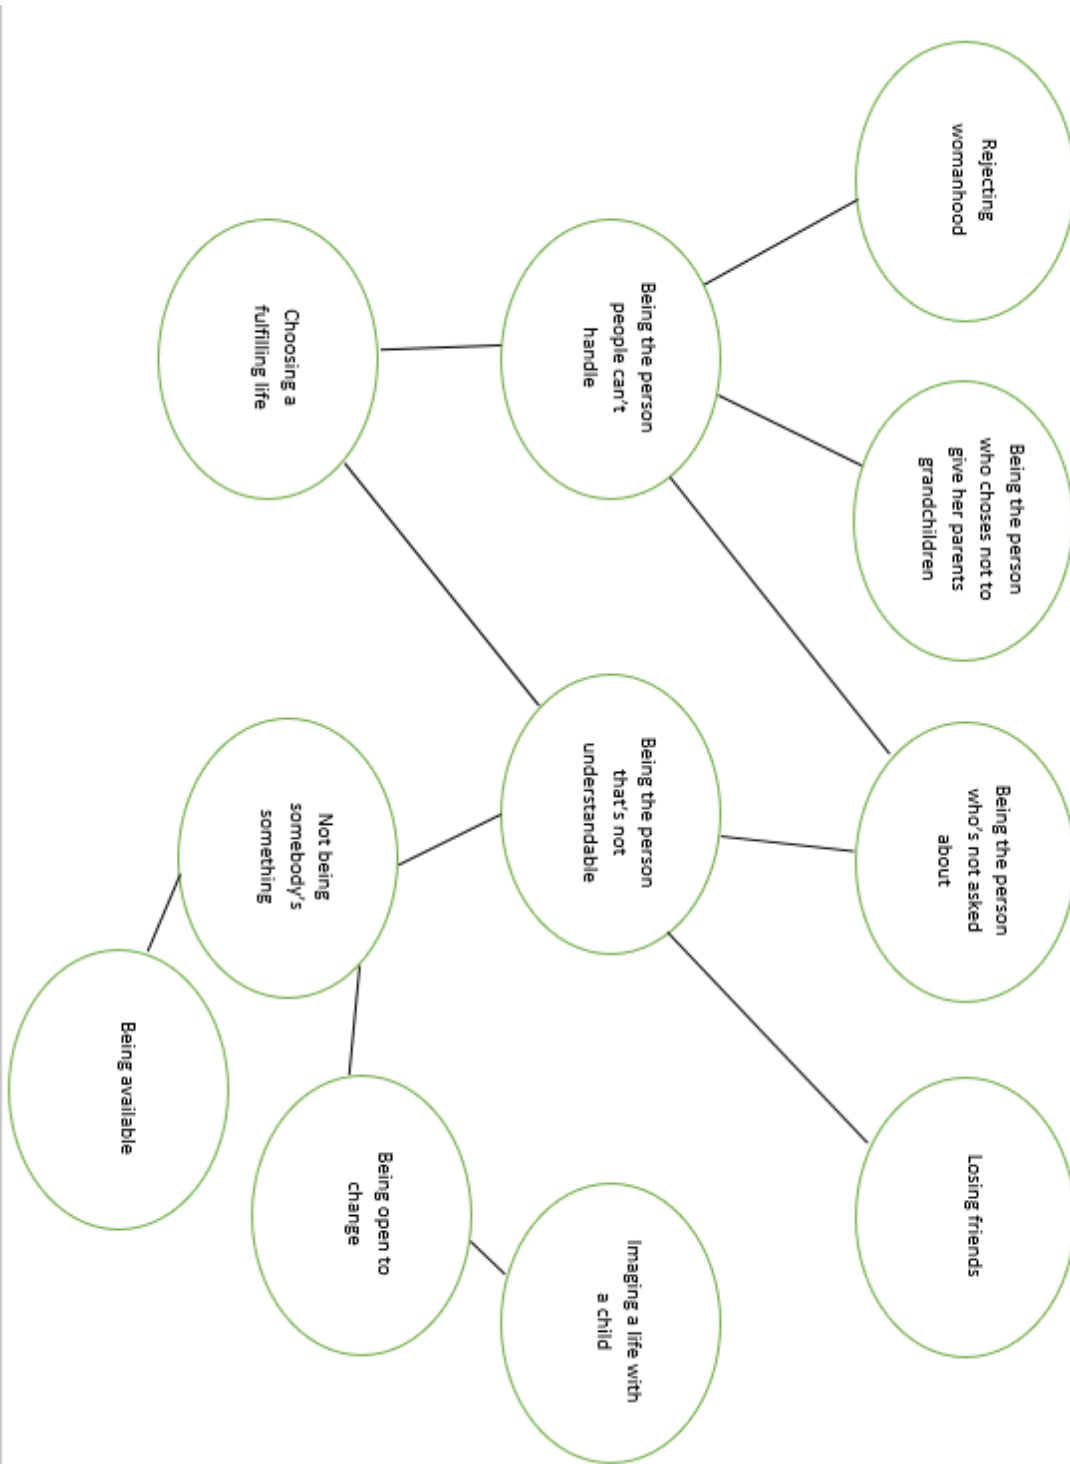 Rejecting
womanhood
Being the person
who choses not to
give her parents
grandchildren
Being the person
who's not asked
about
Losing friends
Being the person
people can't
handle
Being the person
that's not
understandable
Imaging a life with
a child
Choosing a
fulfilling life
Not being
somebody's
something
Being open to
change
Being available